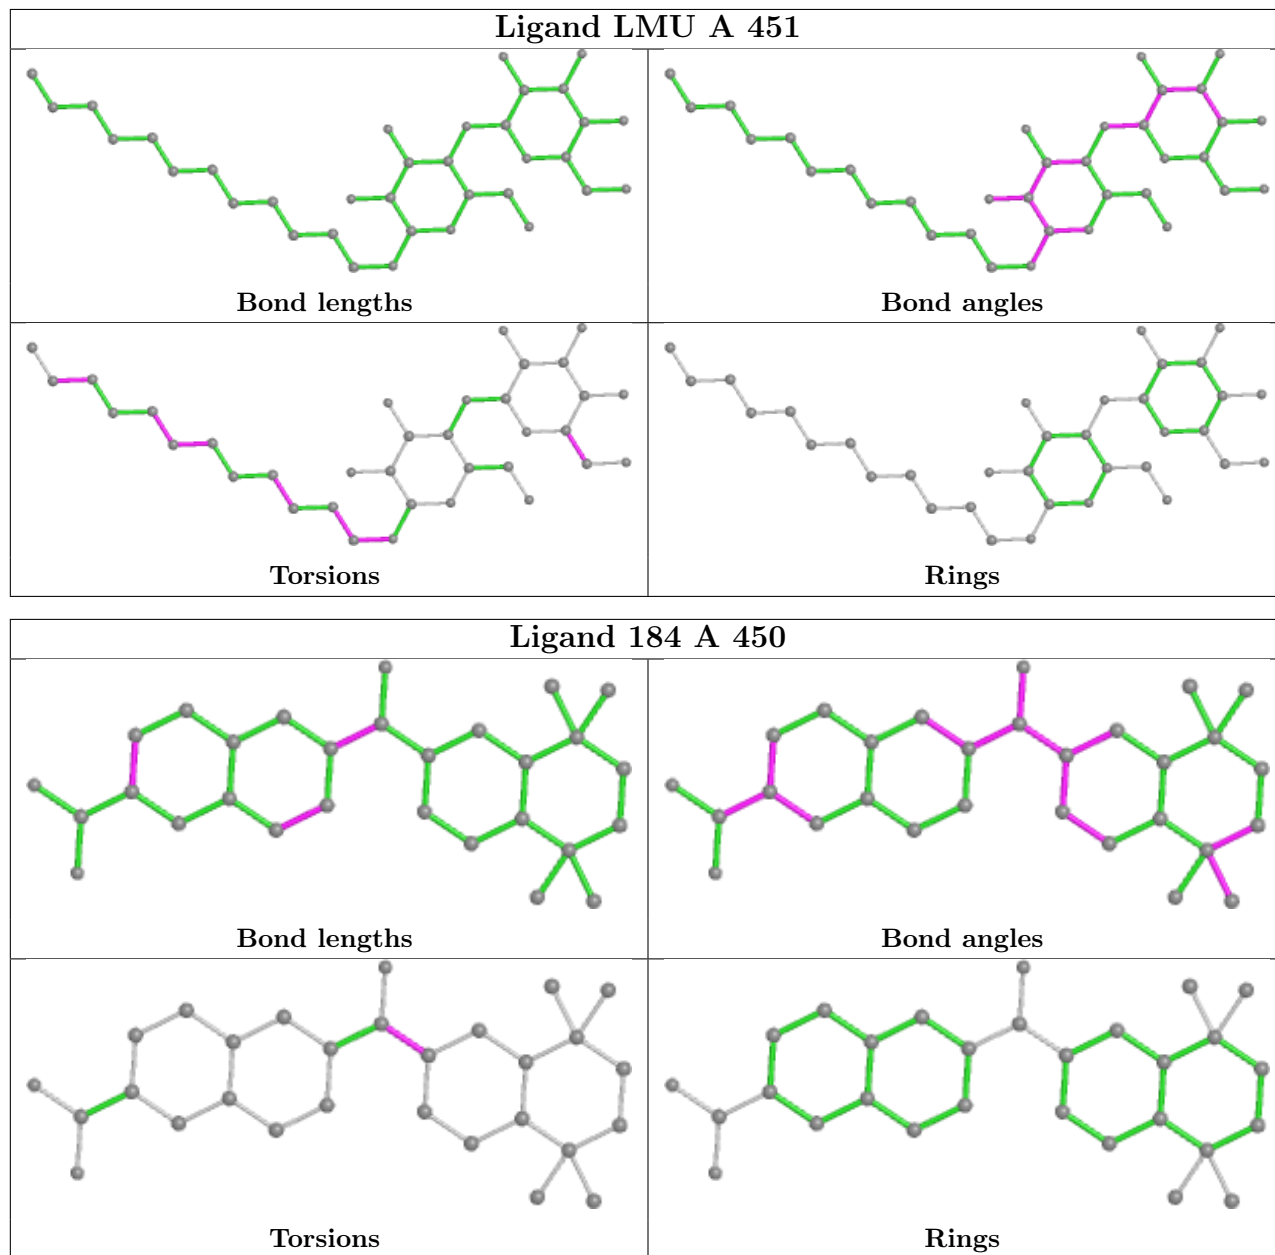 Ligand LMU A 451
Bond lengths
Bond angles
Torsions
Rings
Ligand 184 A 450
Bond lengths
Bond angles
Torsions
Rings